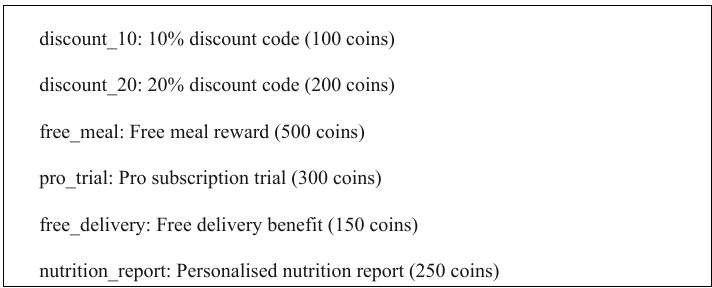 discount_10: 10% discount code (100 coins)
discount_20: 20% discount code (200 coins)
free_meal: Free meal reward (500 coins)
pro_trial: Pro subscription trial (300 coins)
free_delivery: Free delivery benefit (150 coins)
nutrition_report: Personalised nutrition report (250 coins)